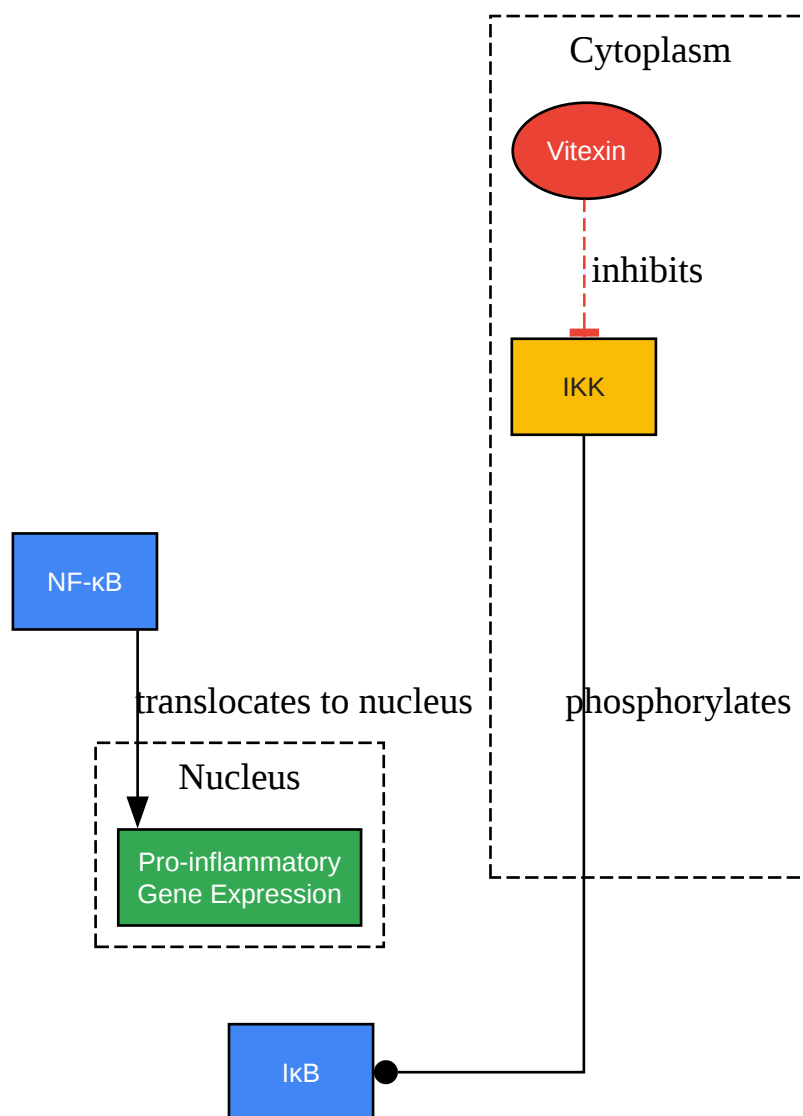 Cytoplasm
Vitexin
inhibits
IKK
NF-κB
translocates to nucleus
phosphorylates
Nucleus
Pro-inflammatory
Gene Expression
IκB